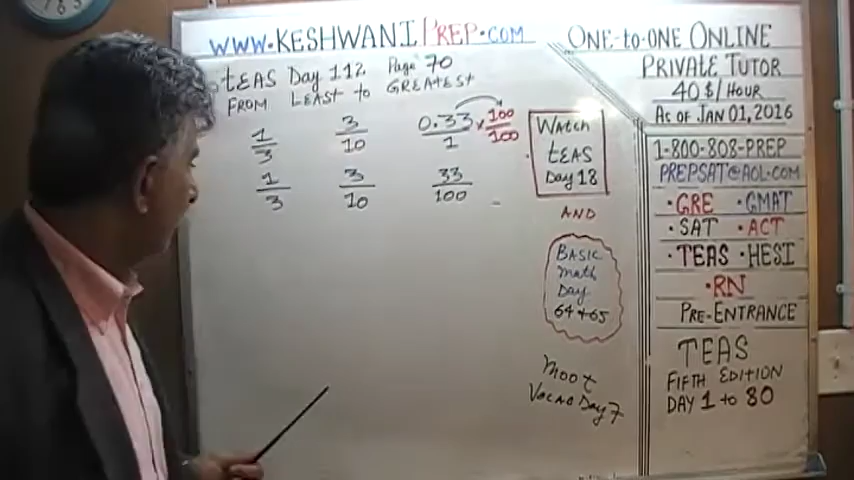 WWW.KESHWANIPREP.COM
tEAS Day 112 Page 70
FROM LEAST to GREATEST
1/3 3/10 0.33/1 × 100/100
1/3 3/10 33/100
Watch
tEAS
Day 18
AND
BASIC
math
Day
64+65
moot
VOCAB Day 7
ONE-to-ONE ONLINE
PRIVATE TUTOR
40$/HOUR
AS OF JAN 01,2016
1-800-808-PREP
PREPSAT@AOL.COM
•GRE •GMAT
•SAT •ACT
•TEAS •HESI
•RN
PRE-ENTRANCE
TEAS
FIFTH EDITION
DAY 1 to 80